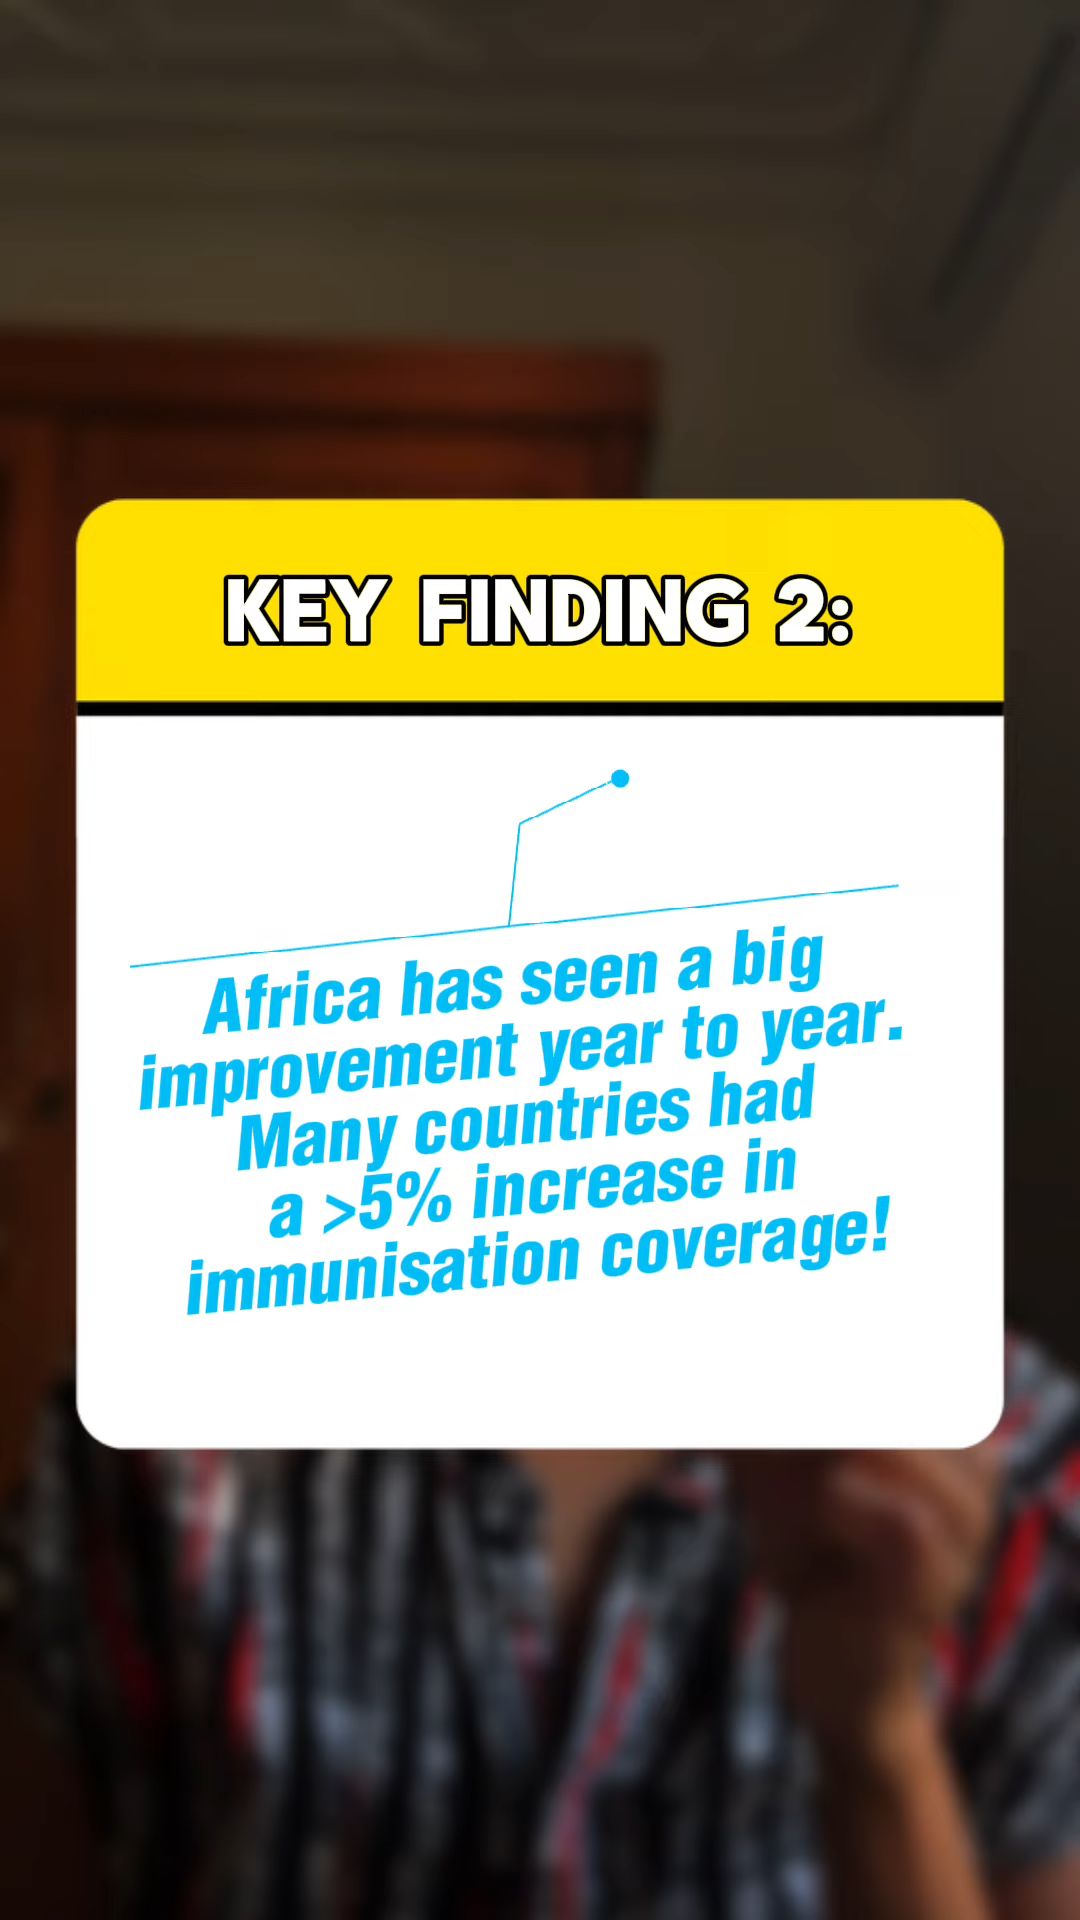 KEY FINDING 2:
Africa has seen a big
improvement year to year.
Many countries had
a >5% increase in
immunisation coverage!